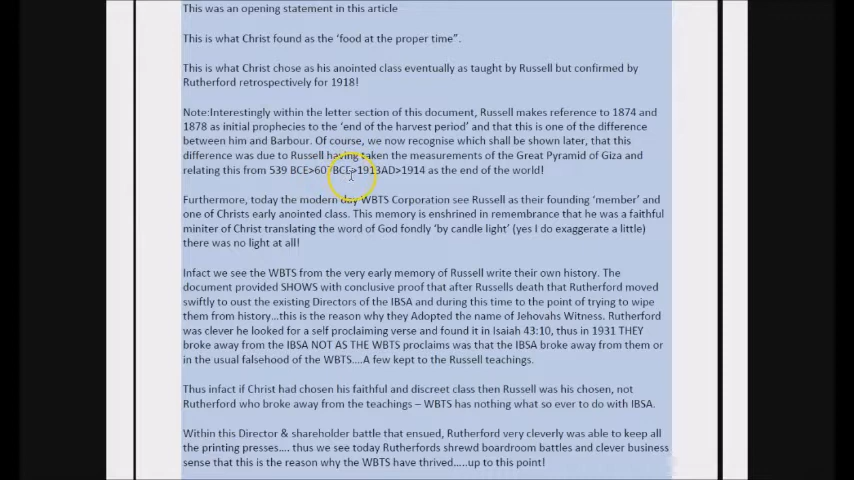 This was an opening statement in this article
This is what Christ found as the ‘food at the proper time”.
This is what Christ chose as his anointed class eventually as taught by Russell but confirmed by
Rutherford retrospectively for 1918!
Note:Interestingly within the letter section of this document, Russell makes reference to 1874 and
1878 as initial prophecies to the ‘end of the harvest period’ and that this is one of the difference
between him and Barbour. Of course, we now recognise which shall be shown later, that this
difference was due to Russell having taken the measurements of the Great Pyramid of Giza and
relating this from 539 BCE>607BCE>1913AD>1914 as the end of the world!
Furthermore, today the modern day WBTS Corporation see Russell as their founding ‘member’ and
one of Christs early anointed class. This memory is enshrined in remembrance that he was a faithful
miniter of Christ translating the word of God fondly ‘by candle light’ (yes I do exaggerate a little)
there was no light at all!
Infact we see the WBTS from the very early memory of Russell write their own history. The
document provided SHOWS with conclusive proof that after Russells death that Rutherford moved
swiftly to oust the existing Directors of the IBSA and during this time to the point of trying to wipe
them from history...this is the reason why they Adopted the name of Jehovahs Witness. Rutherford
was clever he looked for a self proclaiming verse and found it in Isaiah 43:10, thus in 1931 THEY
broke away from the IBSA NOT AS THE WBTS proclaims was that the IBSA broke away from them or
in the usual falsehood of the WBTS....A few kept to the Russell teachings.
Thus infact if Christ had chosen his faithful and discreet class then Russell was his chosen, not
Rutherford who broke away from the teachings – WBTS has nothing what so ever to do with IBSA.
Within this Director & shareholder battle that ensued, Rutherford very cleverly was able to keep all
the printing presses.... thus we see today Rutherfords shrewd boardroom battles and clever business
sense that this is the reason why the WBTS have thrived.....up to this point!